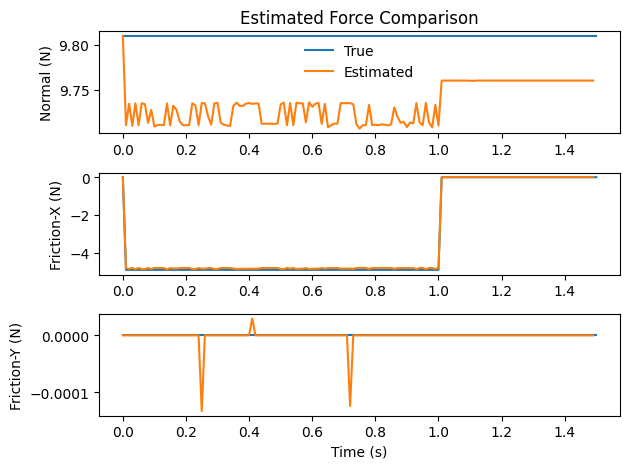 Estimated Force Comparison
Normal (N)
9.80
9.75
True
Estimated
0.0 0.2 0.4 0.6 0.8 1.0 1.2 1.4
Friction-X (N)
0
−2
−4
0.0 0.2 0.4 0.6 0.8 1.0 1.2 1.4
Friction-Y (N)
0.0000
−0.0001
0.0 0.2 0.4 0.6 0.8 1.0 1.2 1.4
Time (s)